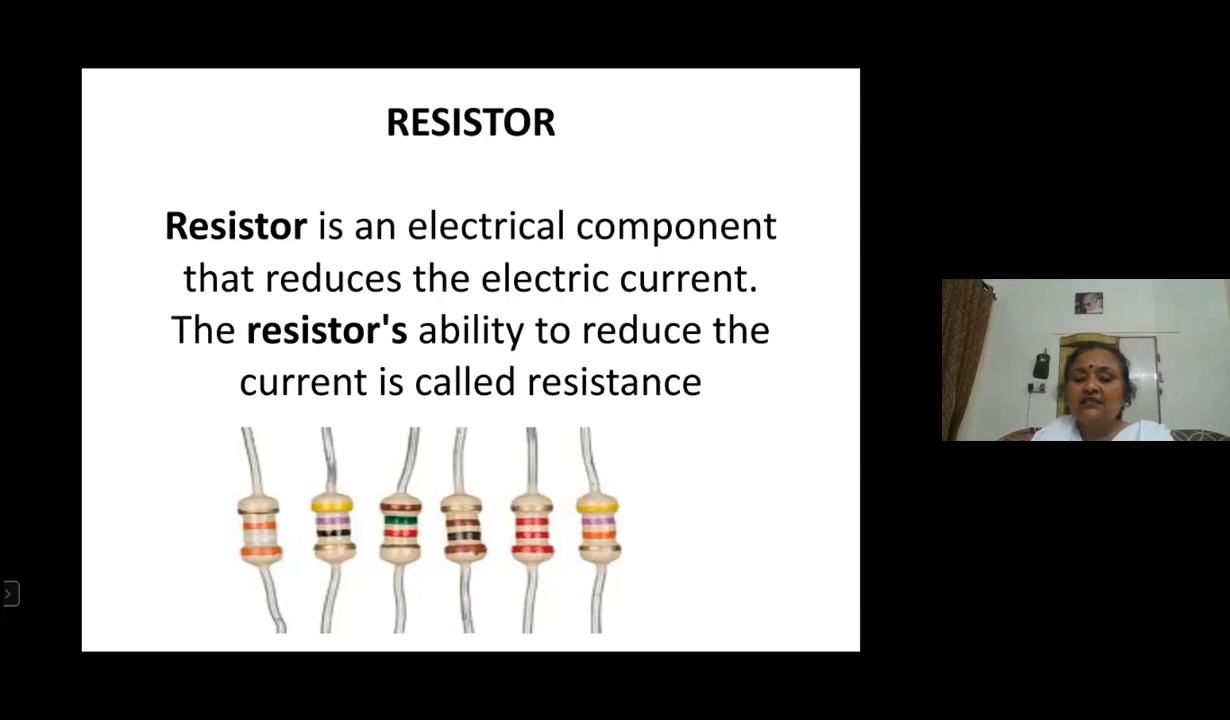 RESISTOR
Resistor is an electrical component
that reduces the electric current.
The resistor's ability to reduce the
current is called resistance